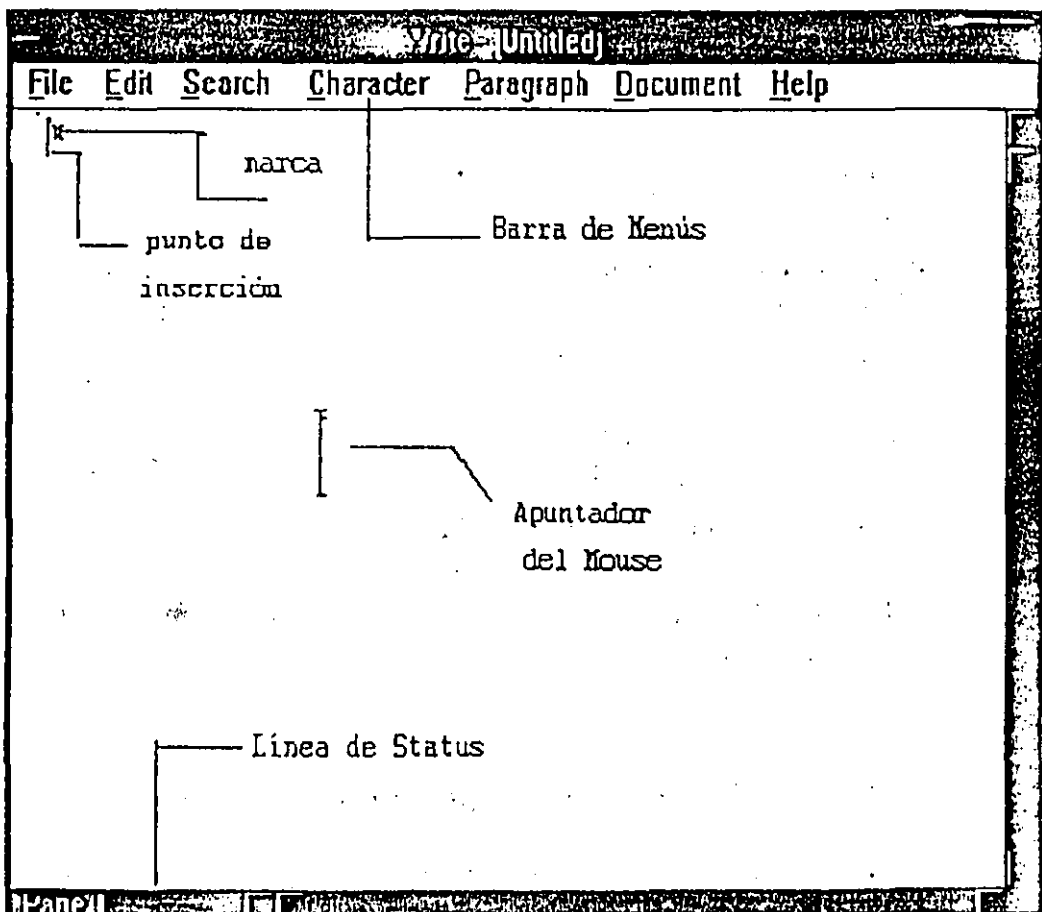 Write - [Untitled]
File Edit Search Character Paragraph Document Help
marca
Barra de Menús
punto de
inserción
Apuntador
del Mouse
Línea de Status